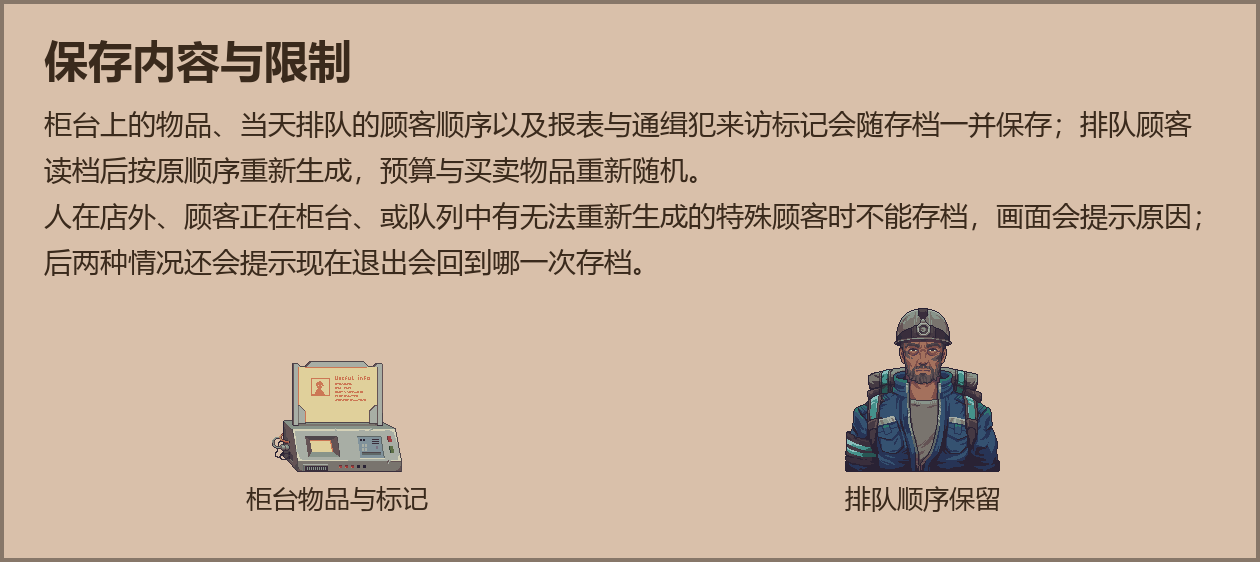 保存内容与限制
柜台上的物品、当天排队的顾客顺序以及报表与通缉犯来访标记会随存档一并保存；排队顾客
读档后按原顺序重新生成，预算与买卖物品重新随机。
人在店外、顾客正在柜台、或队列中有无法重新生成的特殊顾客时不能存档，画面会提示原因；
后两种情况还会提示现在退出会回到哪一次存档。
Useful info
柜台物品与标记
排队顺序保留